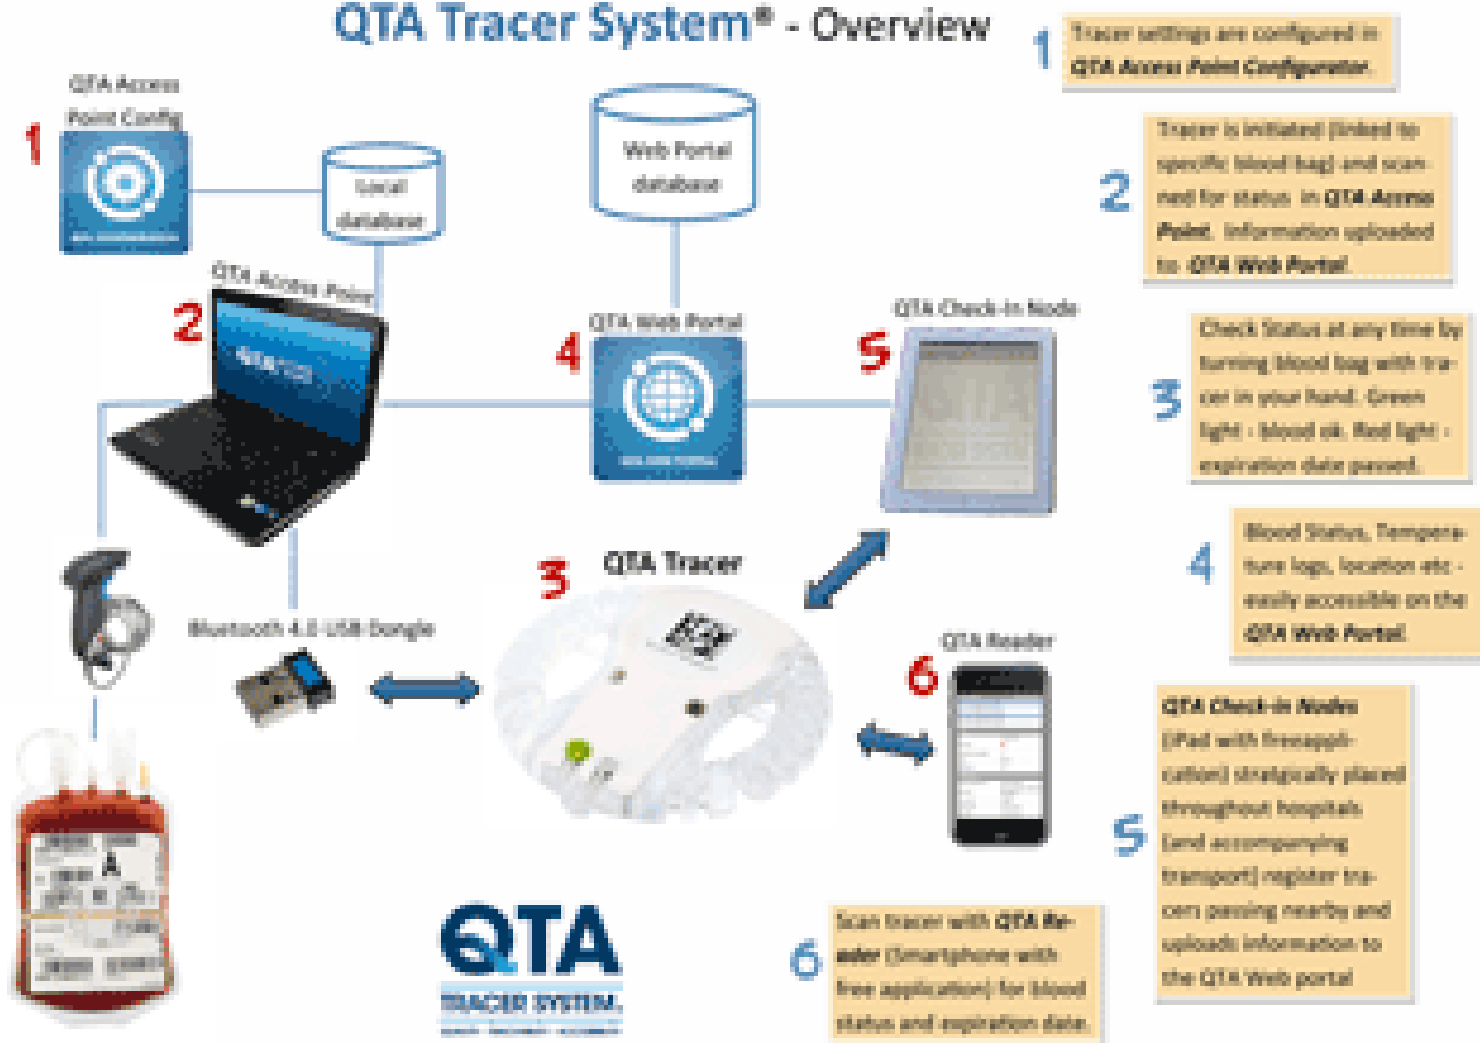 QTA Tracer System® - Overview
1
Tracer settings are configured in
QTA Access Point Configurator.
QTA Access
Point Config
1
Local
database
Web Portal
database
2
Tracer is initiated (linked to
specific blood bag) and scan-
ned for status in QTA Access
Point. Information uploaded
to QTA Web Portal.
QTA Access Point
2
QTA
4
QTA Web Portal
QTA Check-In Node
5
3
Check Status at any time by
turning blood bag with tra-
cer in your hand. Green
light - blood ok. Red light -
expiration date passed.
4
Blood Status, Tempera-
ture logs, location etc -
easily accessible on the
QTA Web Portal.
3
QTA Tracer
Bluetooth 4.0 USB Dongle
6
QTA Reader
5
QTA Check-in Nodes
(iPad with freeappli-
cation) stratgically placed
throughout hospitals
(and accompanying
transport) register tra-
cers passing nearby and
uploads information to
the QTA Web portal
A
QTA
TRACER SYSTEM
6
Scan tracer with QTA Re-
ader (Smartphone with
free application) for blood
status and expiration date.